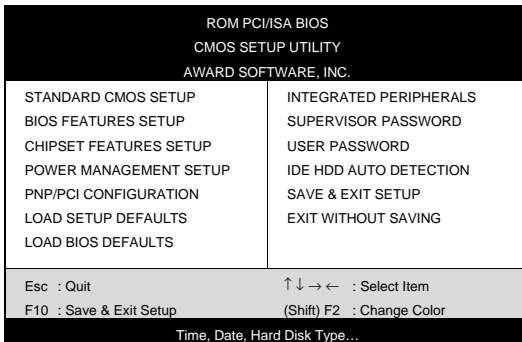 ROM PCI/ISA BIOS
CMOS SETUP UTILITY
AWARD SOFTWARE, INC.
STANDARD CMOS SETUP
BIOS FEATURES SETUP
CHIPSET FEATURES SETUP
POWER MANAGEMENT SETUP
PNP/PCI CONFIGURATION
LOAD SETUP DEFAULTS
LOAD BIOS DEFAULTS
INTEGRATED PERIPHERALS
SUPERVISOR PASSWORD
USER PASSWORD
IDE HDD AUTO DETECTION
SAVE & EXIT SETUP
EXIT WITHOUT SAVING
Esc : Quit
F10 : Save & Exit Setup
↑↓→← : Select Item
(Shift) F2 : Change Color
Time, Date, Hard Disk Type…